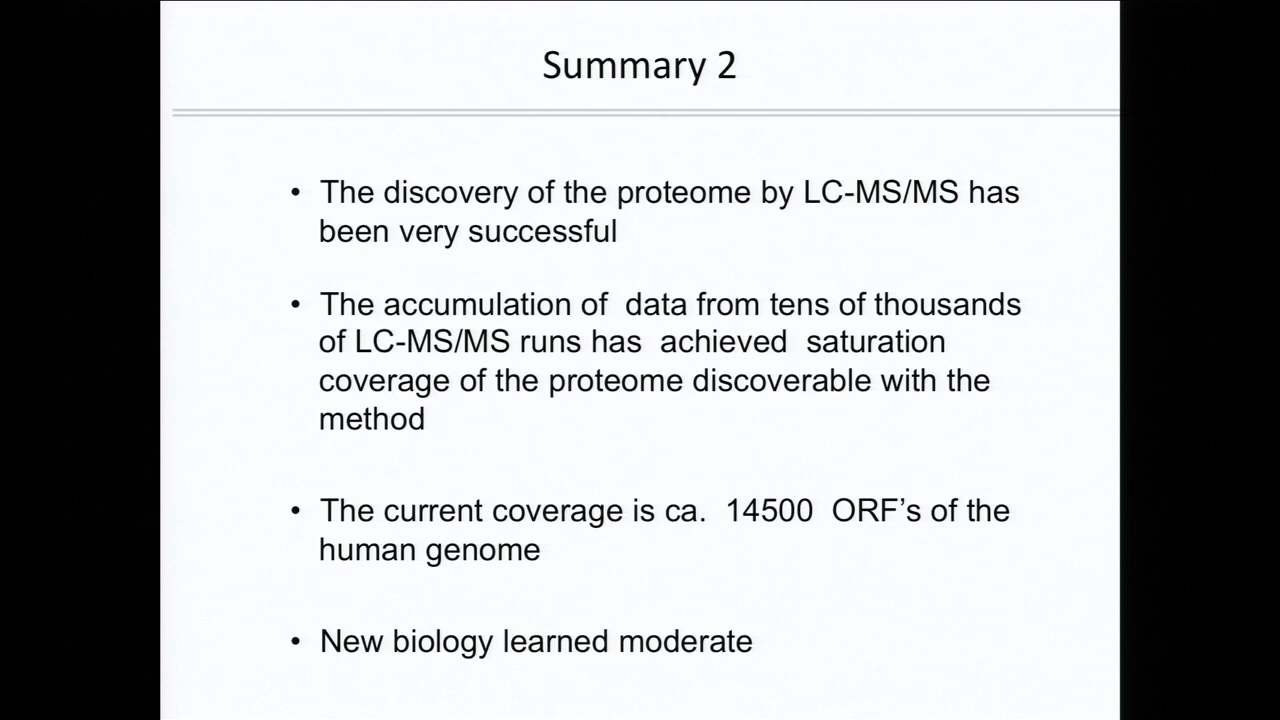 Summary 2
• The discovery of the proteome by LC-MS/MS has
been very successful
• The accumulation of  data from tens of thousands
of LC-MS/MS runs has  achieved  saturation
coverage of the proteome discoverable with the
method
• The current coverage is ca.  14500  ORF’s of the
human genome
• New biology learned moderate